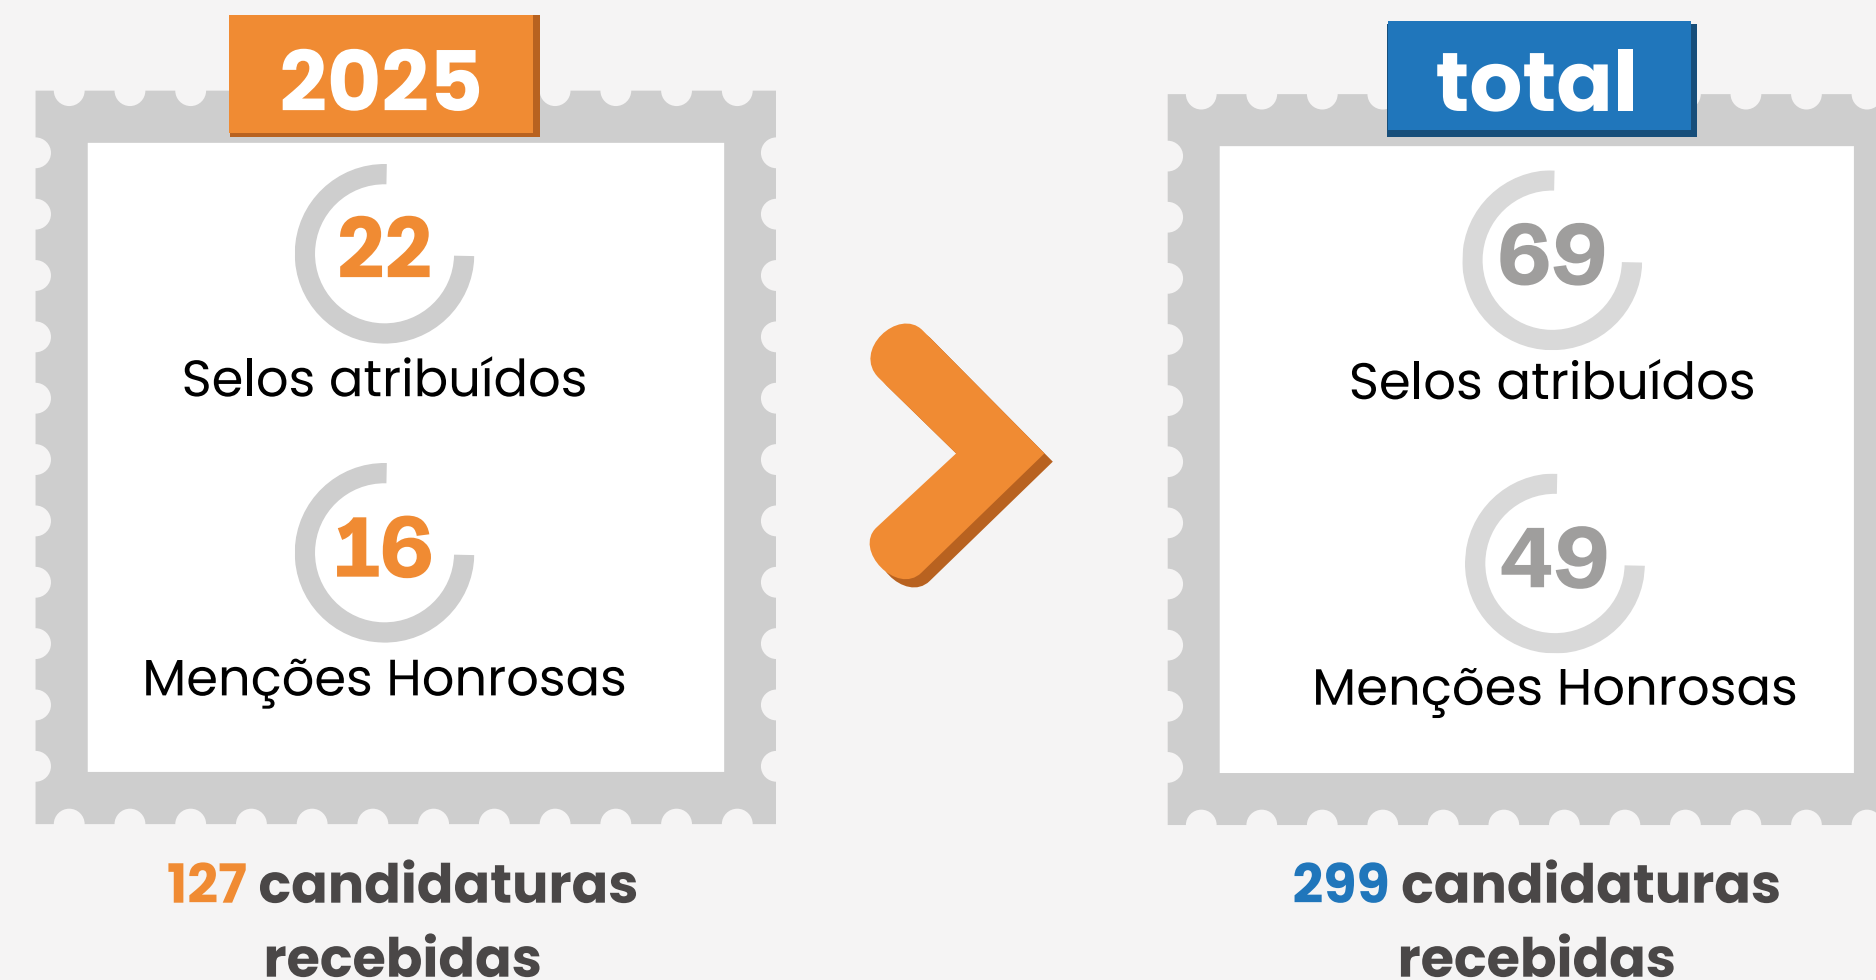 2025
22
Selos atribuídos
16
Menções Honrosas
127 candidaturas
recebidas
total
69
Selos atribuídos
49
Menções Honrosas
299 candidaturas
recebidas